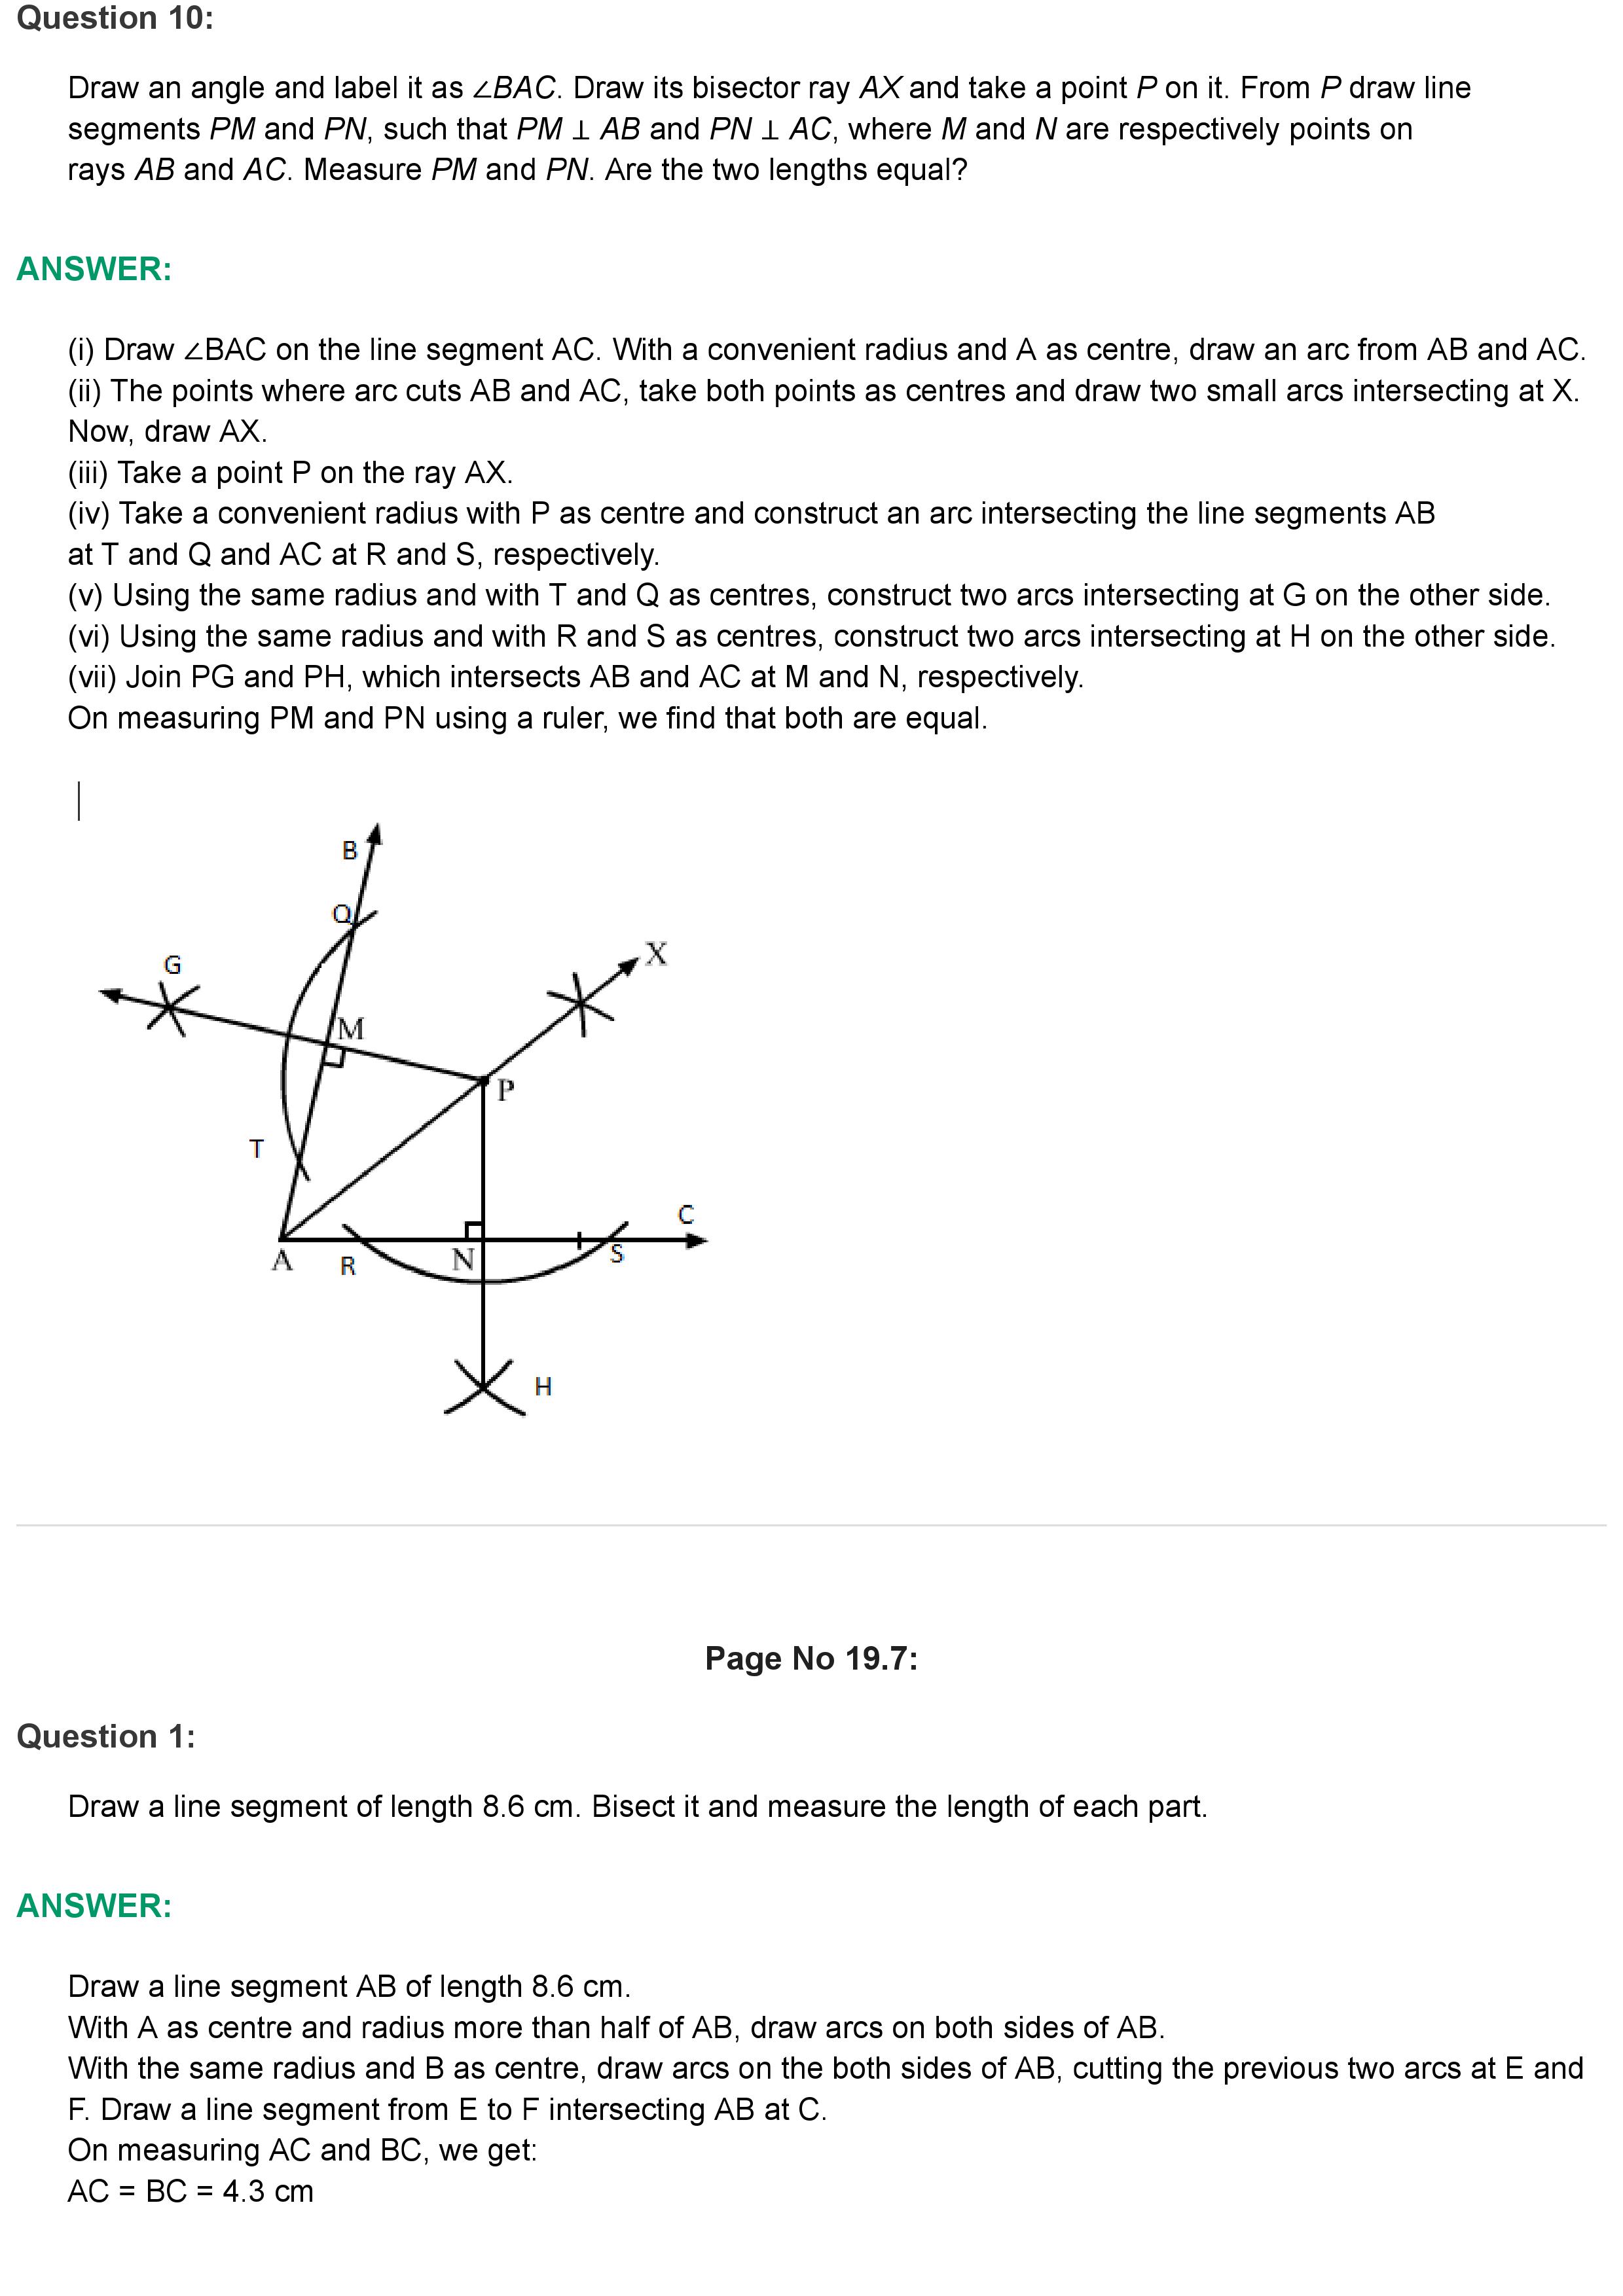 Question 10:
Draw an angle and label it as ∠BAC. Draw its bisector ray AX and take a point P on it. From P draw line
segments PM and PN, such that PM ⊥ AB and PN ⊥ AC, where M and N are respectively points on
rays AB and AC. Measure PM and PN. Are the two lengths equal?
ANSWER:
(i) Draw ∠BAC on the line segment AC. With a convenient radius and A as centre, draw an arc from AB and AC.
(ii) The points where arc cuts AB and AC, take both points as centres and draw two small arcs intersecting at X.
Now, draw AX.
(iii) Take a point P on the ray AX.
(iv) Take a convenient radius with P as centre and construct an arc intersecting the line segments AB
at T and Q and AC at R and S, respectively.
(v) Using the same radius and with T and Q as centres, construct two arcs intersecting at G on the other side.
(vi) Using the same radius and with R and S as centres, construct two arcs intersecting at H on the other side.
(vii) Join PG and PH, which intersects AB and AC at M and N, respectively.
On measuring PM and PN using a ruler, we find that both are equal.
B
Q
G
X
M
P
T
C
A
R
N
S
H
Page No 19.7:
Question 1:
Draw a line segment of length 8.6 cm. Bisect it and measure the length of each part.
ANSWER:
Draw a line segment AB of length 8.6 cm.
With A as centre and radius more than half of AB, draw arcs on both sides of AB.
With the same radius and B as centre, draw arcs on the both sides of AB, cutting the previous two arcs at E and
F. Draw a line segment from E to F intersecting AB at C.
On measuring AC and BC, we get:
AC = BC = 4.3 cm